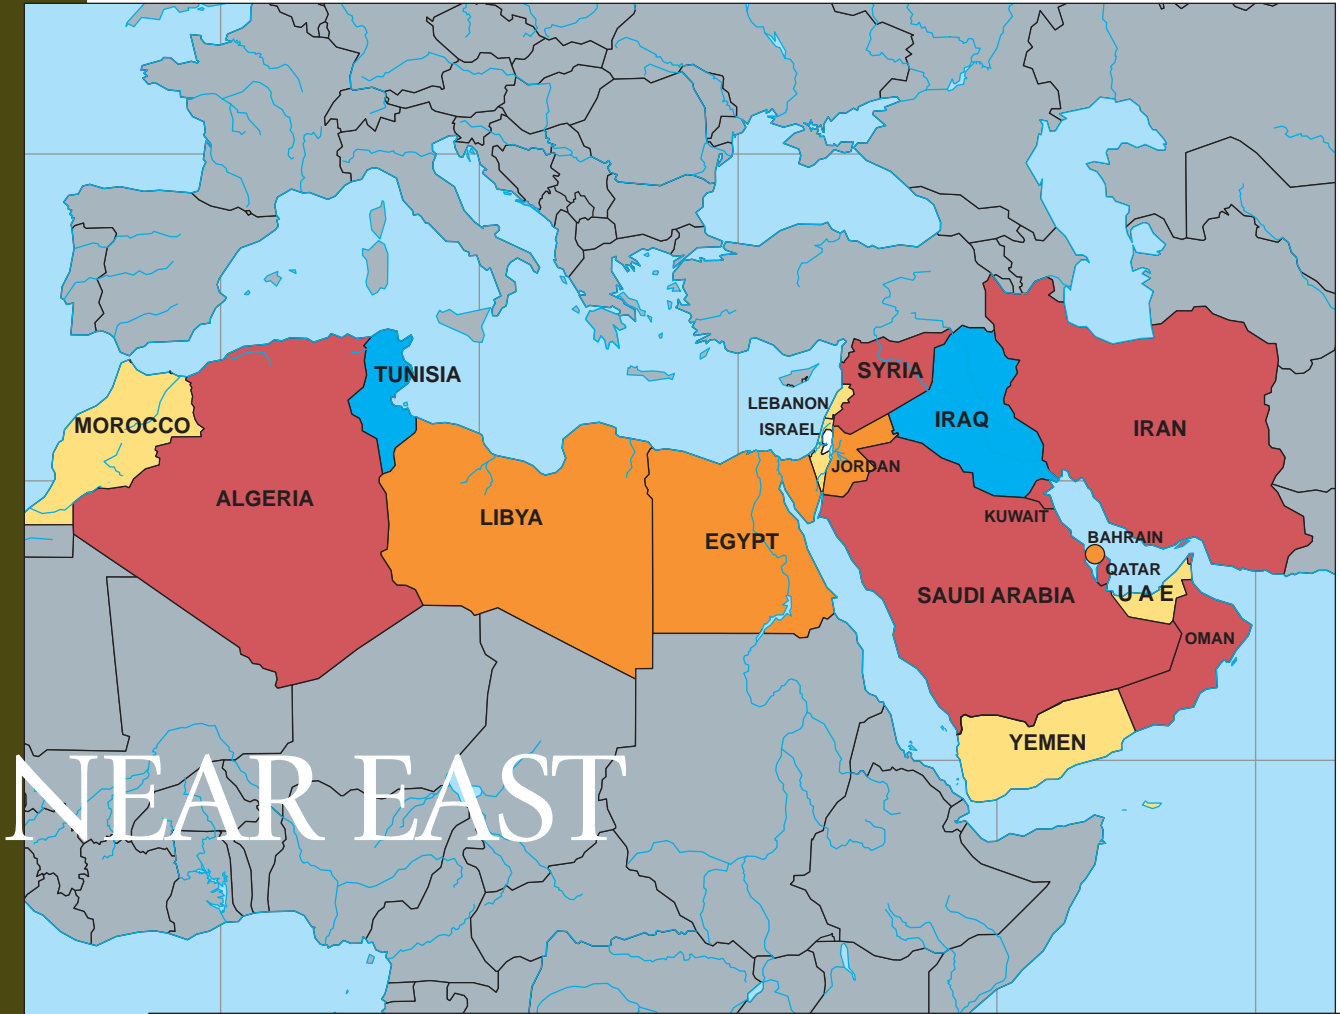 TUNISIA
SYRIA
LEBANON
ISRAEL
MOROCCO
IRAQ
IRAN
JORDAN
ALGERIA
LIBYA
KUWAIT
EGYPT
BAHRAIN
QATAR
SAUDI ARABIA
U A E
OMAN
YEMEN
NEAR EAST